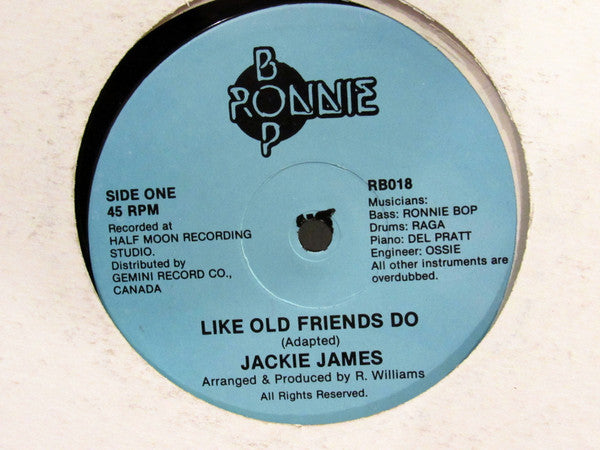 BOP
RONNIE
SIDE ONE
45 RPM
Recorded at
HALF MOON RECORDING
STUDIO.
Distributed by
GEMINI RECORD CO.,
CANADA
RB018
Musicians:
Bass: RONNIE BOP
Drums: RAGA
Piano: DEL PRATT
Engineer: OSSIE
All other instruments are
overdubbed.
LIKE OLD FRIENDS DO
(Adapted)
JACKIE JAMES
Arranged & Produced by R. Williams
All Rights Reserved.